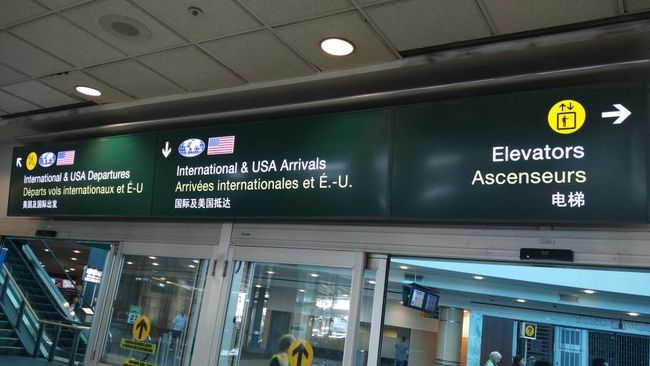 International & USA Departures
Départs vols internationaux et É-U
美国及国际出发
International & USA Arrivals
Arrivées internationales et É.-U.
国际及美国抵达
Elevators
Ascenseurs
电梯